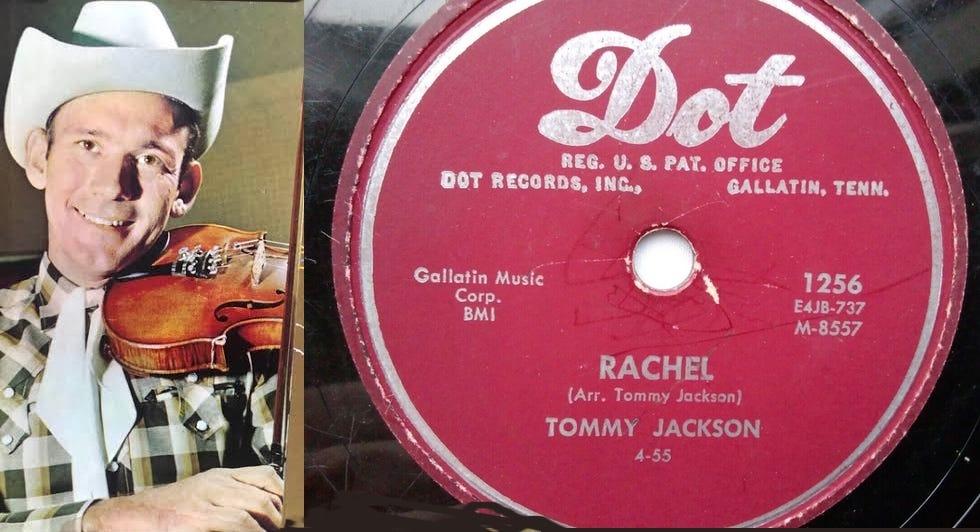 Dot
REG. U. S. PAT. OFFICE
DOT RECORDS, INC., GALLATIN, TENN.
Gallatin Music
Corp.
BMI
1256
E4JB-737
M-8557
RACHEL
(Arr. Tommy Jackson)
TOMMY JACKSON
4-55